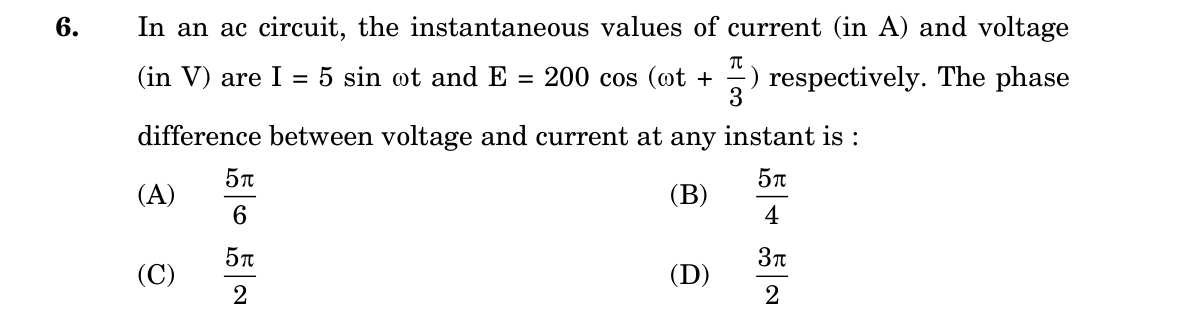 6. In an ac circuit, the instantaneous values of current (in A) and voltage
(in V) are I = 5 sin ωt and E = 200 cos (ωt + π/3) respectively. The phase
difference between voltage and current at any instant is :
(A) 5π/6 (B) 5π/4
(C) 5π/2 (D) 3π/2